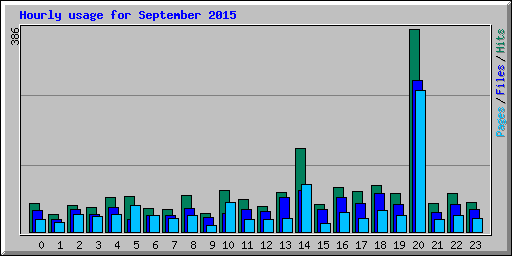 Hourly usage for September 2015
386
Pages / Files / Hits
0 1 2 3 4 5 6 7 8 9 10 11 12 13 14 15 16 17 18 19 20 21 22 23